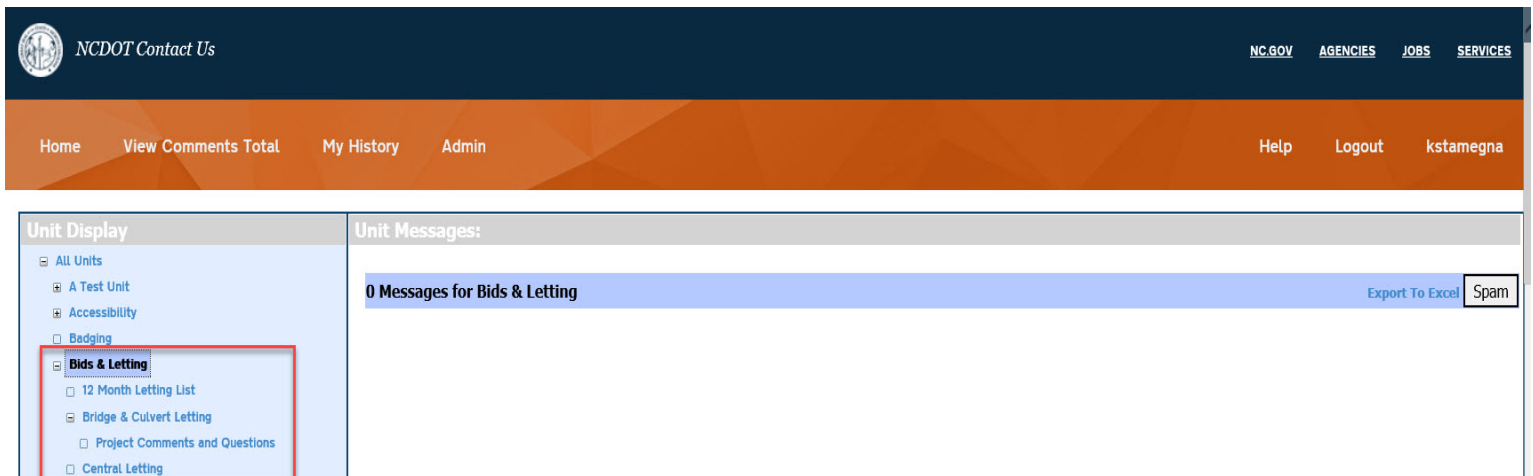 NCDOT Contact Us
NC.GOV AGENCIES JOBS SERVICES
Home View Comments Total My History Admin Help Logout kstamegna
Unit Display
Unit Messages:
All Units
A Test Unit
Accessibility
Badging
Bids & Letting
12 Month Letting List
Bridge & Culvert Letting
Project Comments and Questions
Central Letting
0 Messages for Bids & Letting
Export To Excel Spam